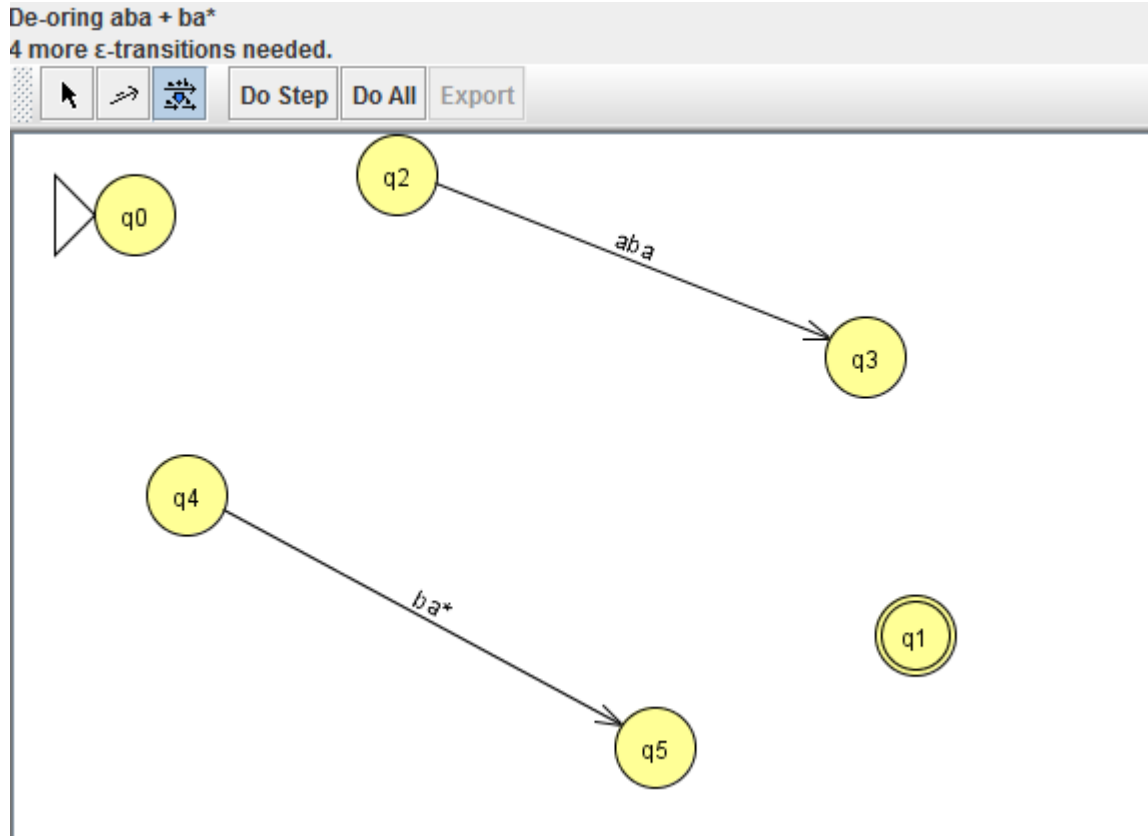 De-oring aba + ba*
4 more ε-transitions needed.
Do Step Do All Export
q2
q0
aba
q3
q4
ba*
q1
q5